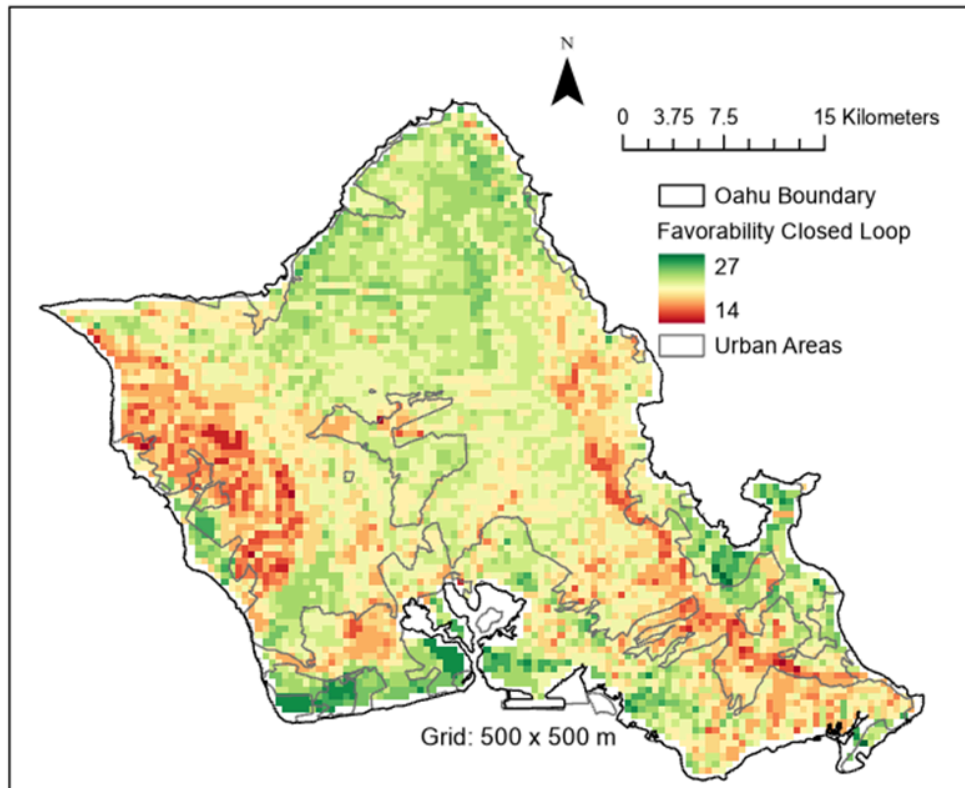 N
0 3.75 7.5 15 Kilometers
Oahu Boundary
Favorability Closed Loop
27
14
Urban Areas
Grid: 500 x 500 m